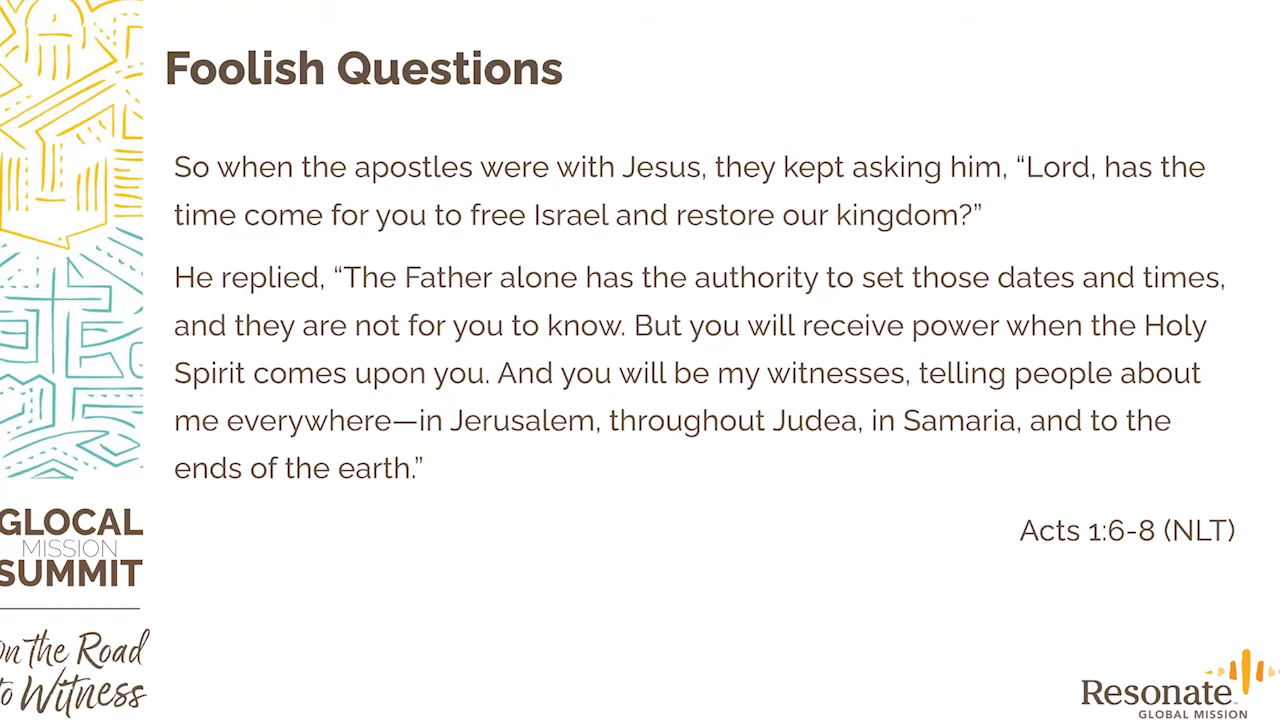 Foolish Questions
So when the apostles were with Jesus, they kept asking him, “Lord, has the
time come for you to free Israel and restore our kingdom?”
He replied, “The Father alone has the authority to set those dates and times,
and they are not for you to know. But you will receive power when the Holy
Spirit comes upon you. And you will be my witnesses, telling people about
me everywhere—in Jerusalem, throughout Judea, in Samaria, and to the
ends of the earth.”
Acts 1:6-8 (NLT)
GLOCAL
MISSION
SUMMIT
On the Road
to Witness
Resonate™
GLOBAL MISSION